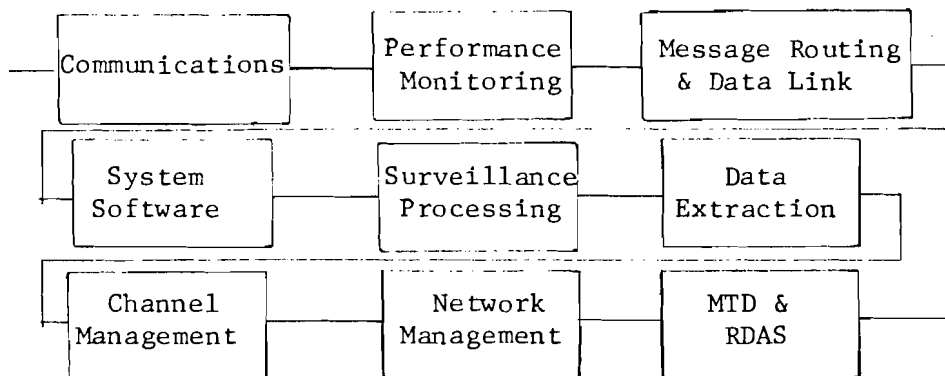 Communications
Performance
Monitoring
Message Routing
& Data Link
System
Software
Surveillance
Processing
Data
Extraction
Channel
Management
Network
Management
MTD &
RDAS